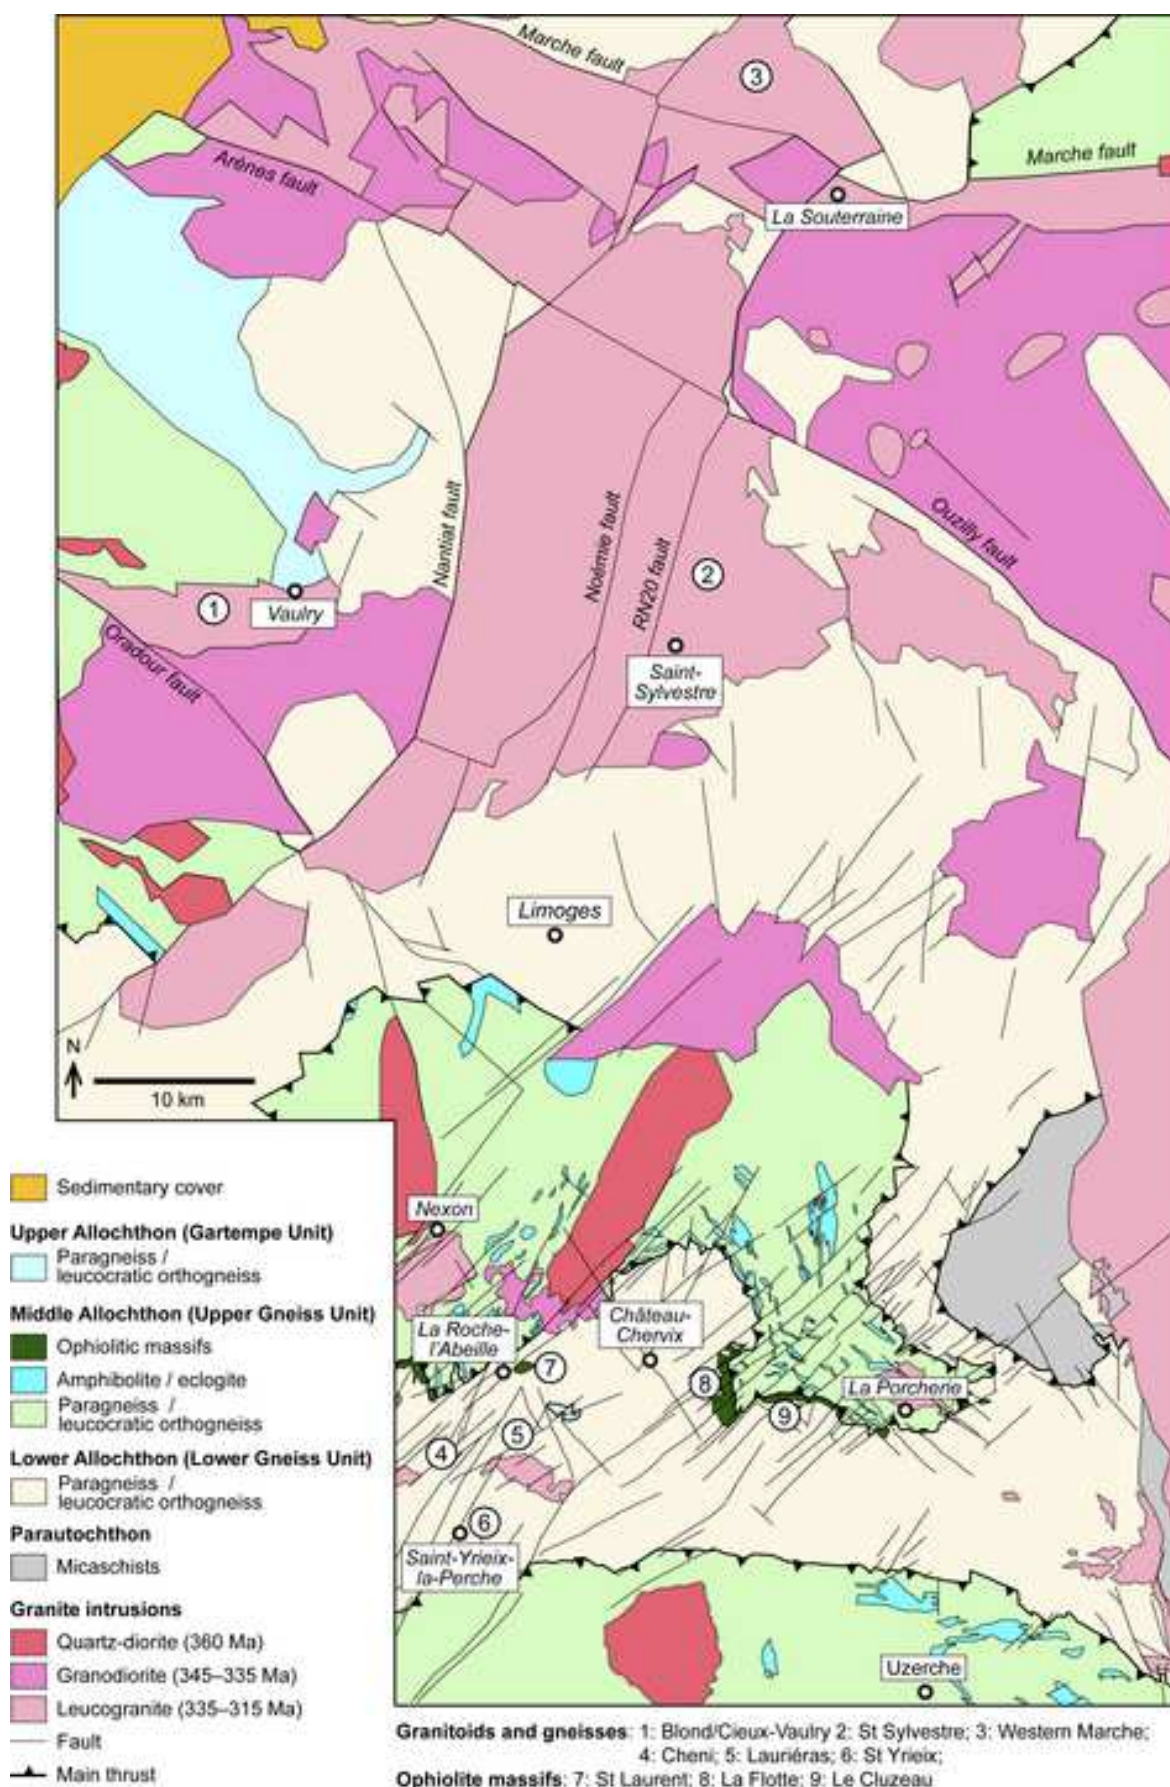 Marche fault
3
Arènes fault
Marche fault
La Souterraine
Nantiat fault
Noémie fault
RN20 fault
Ouzilly fault
2
1
Vaulry
Oradour fault
Saint-
Sylvestre
Limoges
N
10 km
Nexon
La Roche-
l'Abeille
7
Château-
Chervix
8
9
La Porcherie
5
4
6
Saint-Yrieix-
la-Perche
Uzerche
Sedimentary cover
Upper Allochthon (Gartempe Unit)
Paragneiss /
leucocratic orthogneiss
Middle Allochthon (Upper Gneiss Unit)
Ophiolitic massifs
Amphibolite / eclogite
Paragneiss /
leucocratic orthogneiss
Lower Allochthon (Lower Gneiss Unit)
Paragneiss /
leucocratic orthogneiss
Parautochthon
Micaschists
Granite intrusions
Quartz-diorite (360 Ma)
Granodiorite (345–335 Ma)
Leucogranite (335–315 Ma)
Fault
Main thrust
Granitoids and gneisses: 1: Blond/Cieux-Vaulry 2: St Sylvestre; 3: Western Marche;
4: Cheni; 5: Lauriéras; 6: St Yrieix;
Ophiolite massifs: 7: St Laurent; 8: La Flotte; 9: Le Cluzeau